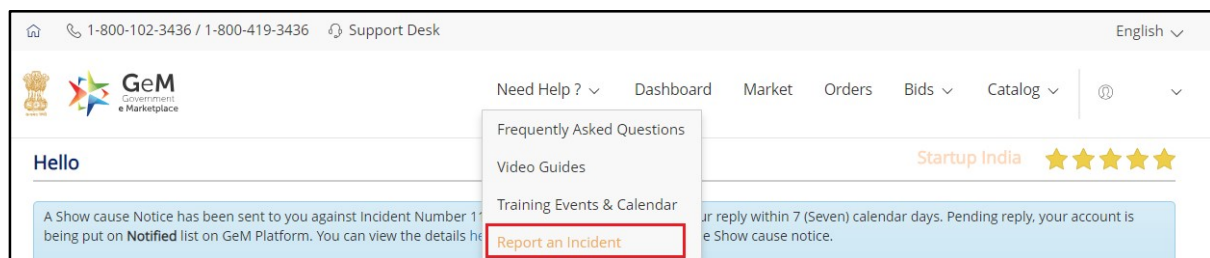 1-800-102-3436 / 1-800-419-3436 Support Desk English
GeM
Government
e Marketplace
Need Help ? Dashboard Market Orders Bids Catalog
Frequently Asked Questions
Video Guides
Training Events & Calendar
Report an Incident
Hello Startup India
A Show cause Notice has been sent to you against Incident Number 1 ur reply within 7 (Seven) calendar days. Pending reply, your account is
being put on Notified list on GeM Platform. You can view the details e Show cause notice.